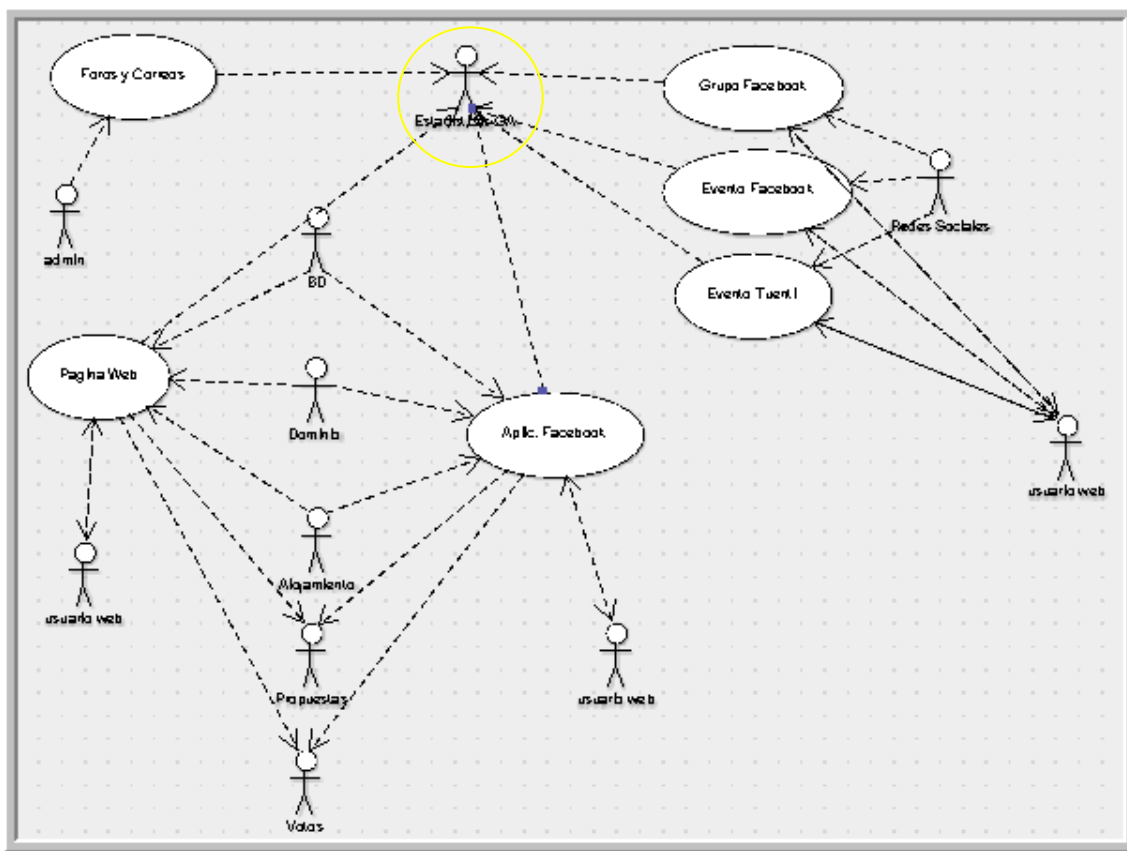 Foros y Correos
Grupo Facebook
Evento Facebook
Redes Sociales
admin
BD
Evento Tuenti
Pagina Web
Dominio
Aplic. Facebook
usuario web
Alojamiento
usuario web
Propuestas
usuario web
Votos